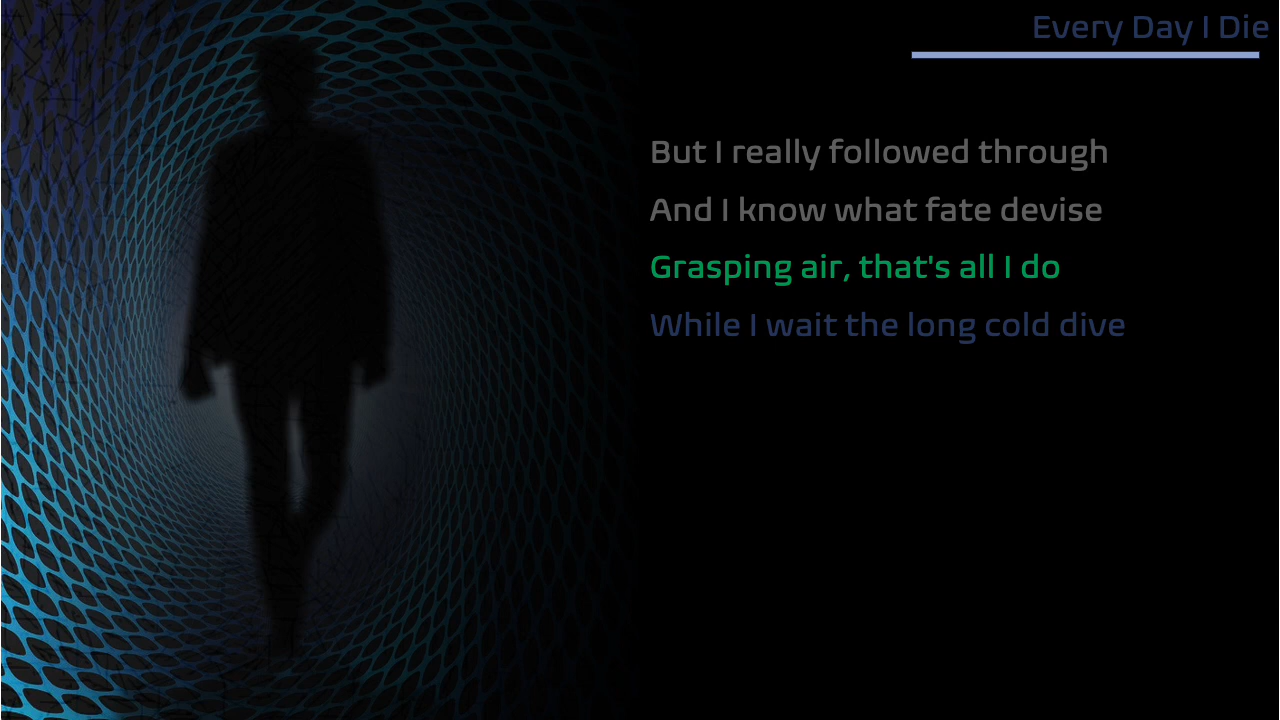 Every Day I Die
But I really followed through
And I know what fate devise
Grasping air, that's all I do
While I wait the long cold dive